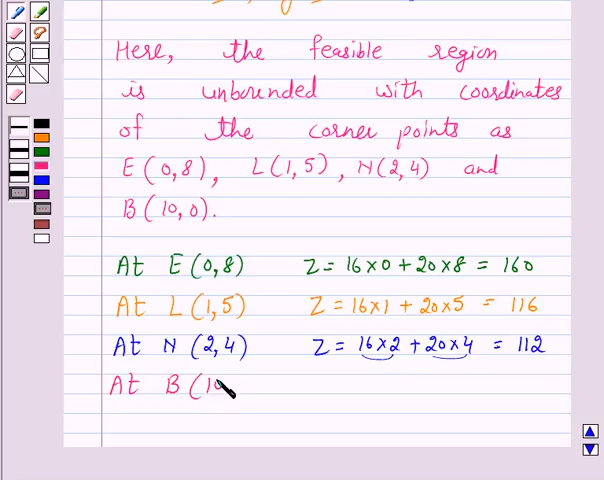 Here, the feasible region
is unbounded with coordinates
of the corner points as
E(0,8), L(1,5), N(2,4) and
B(10,0).
At E(0,8) Z = 16×0 + 20×8 = 160
At L(1,5) Z = 16×1 + 20×5 = 116
At N(2,4) Z = 16×2 + 20×4 = 112
At B(10